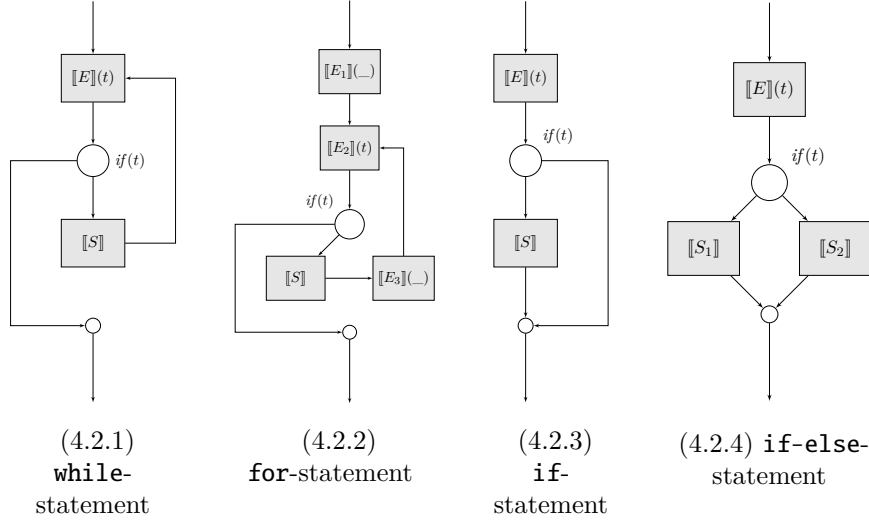 ⟦E⟧(t)
if(t)
⟦S⟧
(4.2.1)
while-
statement
⟦E₁⟧(_)
⟦E₂⟧(t)
if(t)
⟦S⟧
⟦E₃⟧(_)
(4.2.2)
for-statement
⟦E⟧(t)
if(t)
⟦S⟧
(4.2.3)
if-
statement
⟦E⟧(t)
if(t)
⟦S₁⟧
⟦S₂⟧
(4.2.4) if-else-
statement